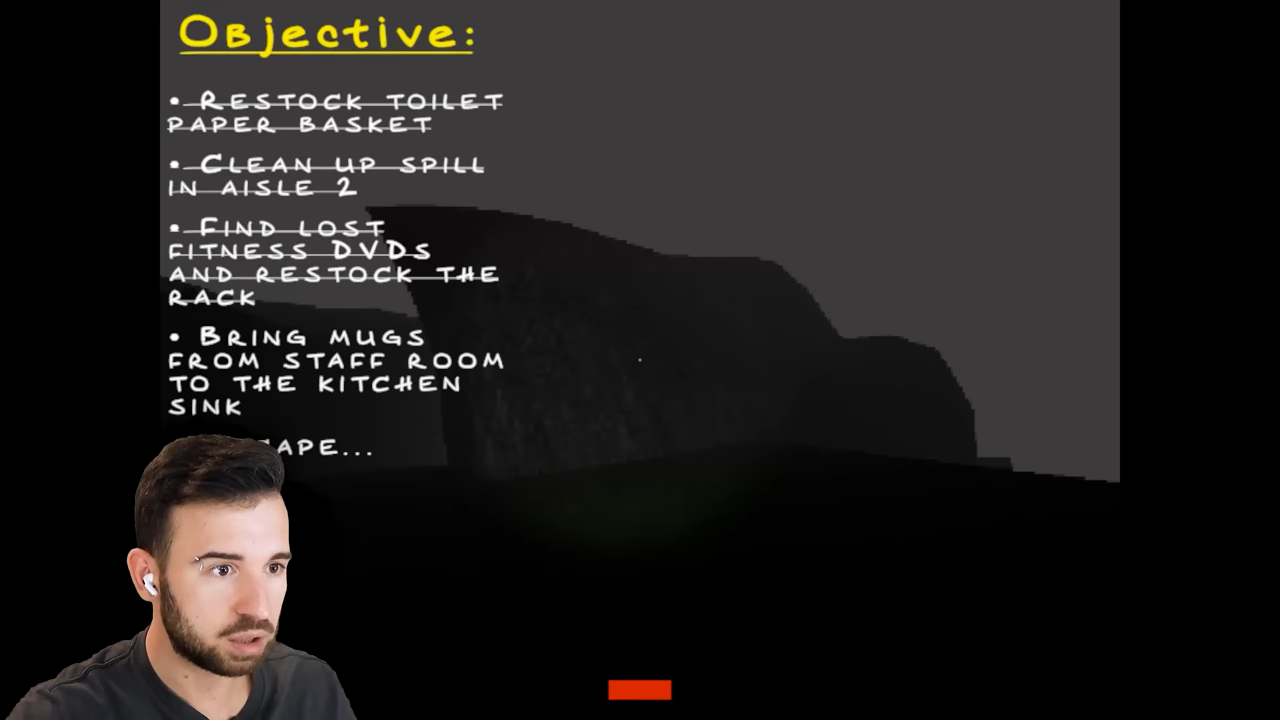 Objective:
• RESTOCK TOILET
PAPER BASKET
• CLEAN UP SPILL
IN AISLE 2
• FIND LOST
FITNESS DVDS
AND RESTOCK THE
RACK
• BRING MUGS
FROM STAFF ROOM
TO THE KITCHEN
SINK